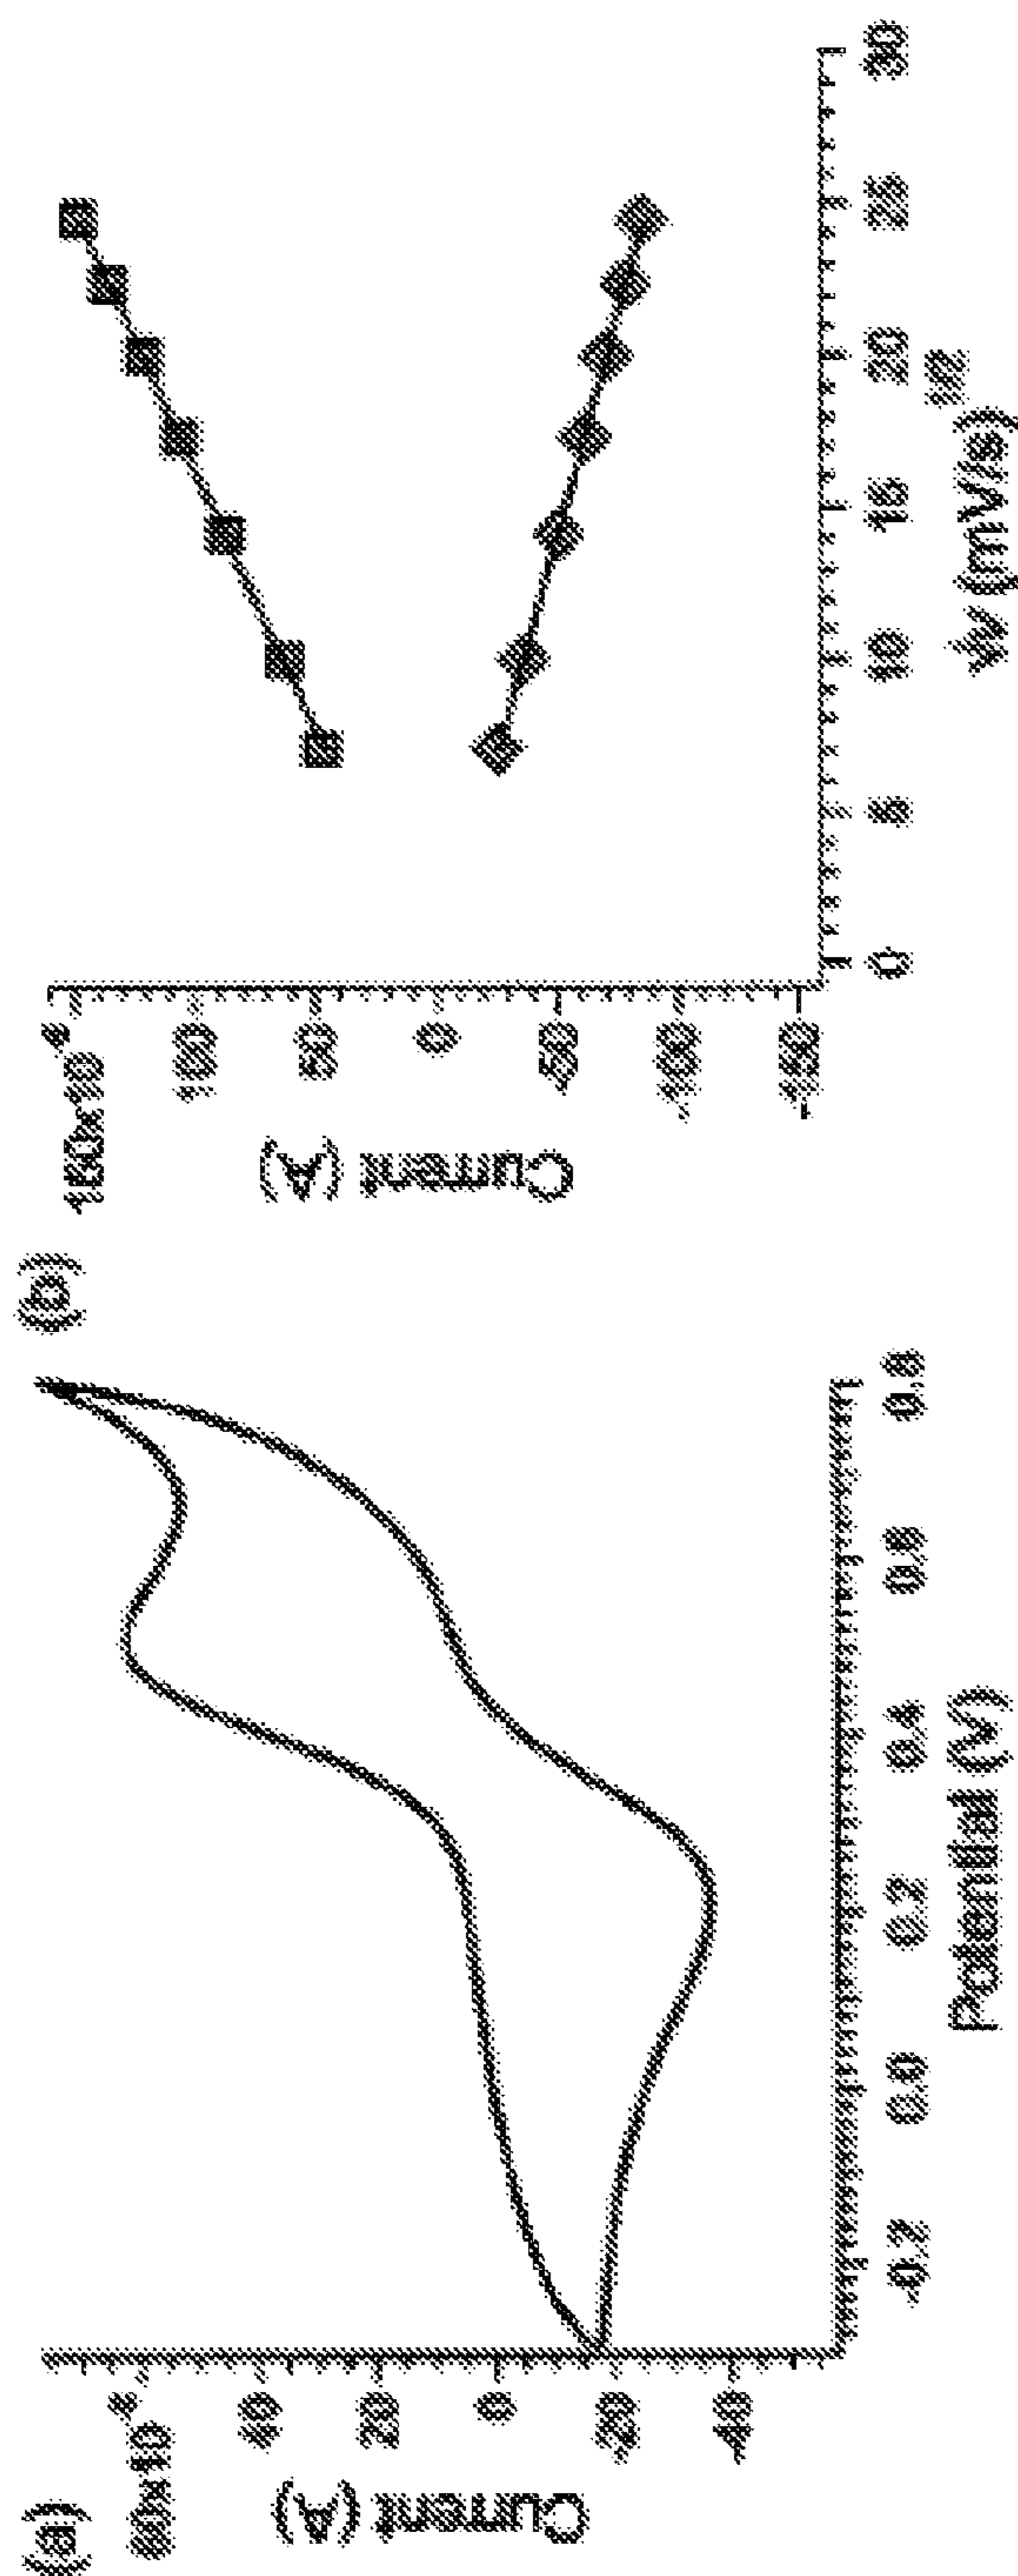 (a)
60x10
40
20
0
-20
-40
Current (A)
-0.2 0.0 0.2 0.4 0.6 0.8
Potential (V)
(b)
150x10
100
50
0
-50
-100
-150
Current (A)
0 5 10 15 20 25 30
√v (mV/s)^1/2